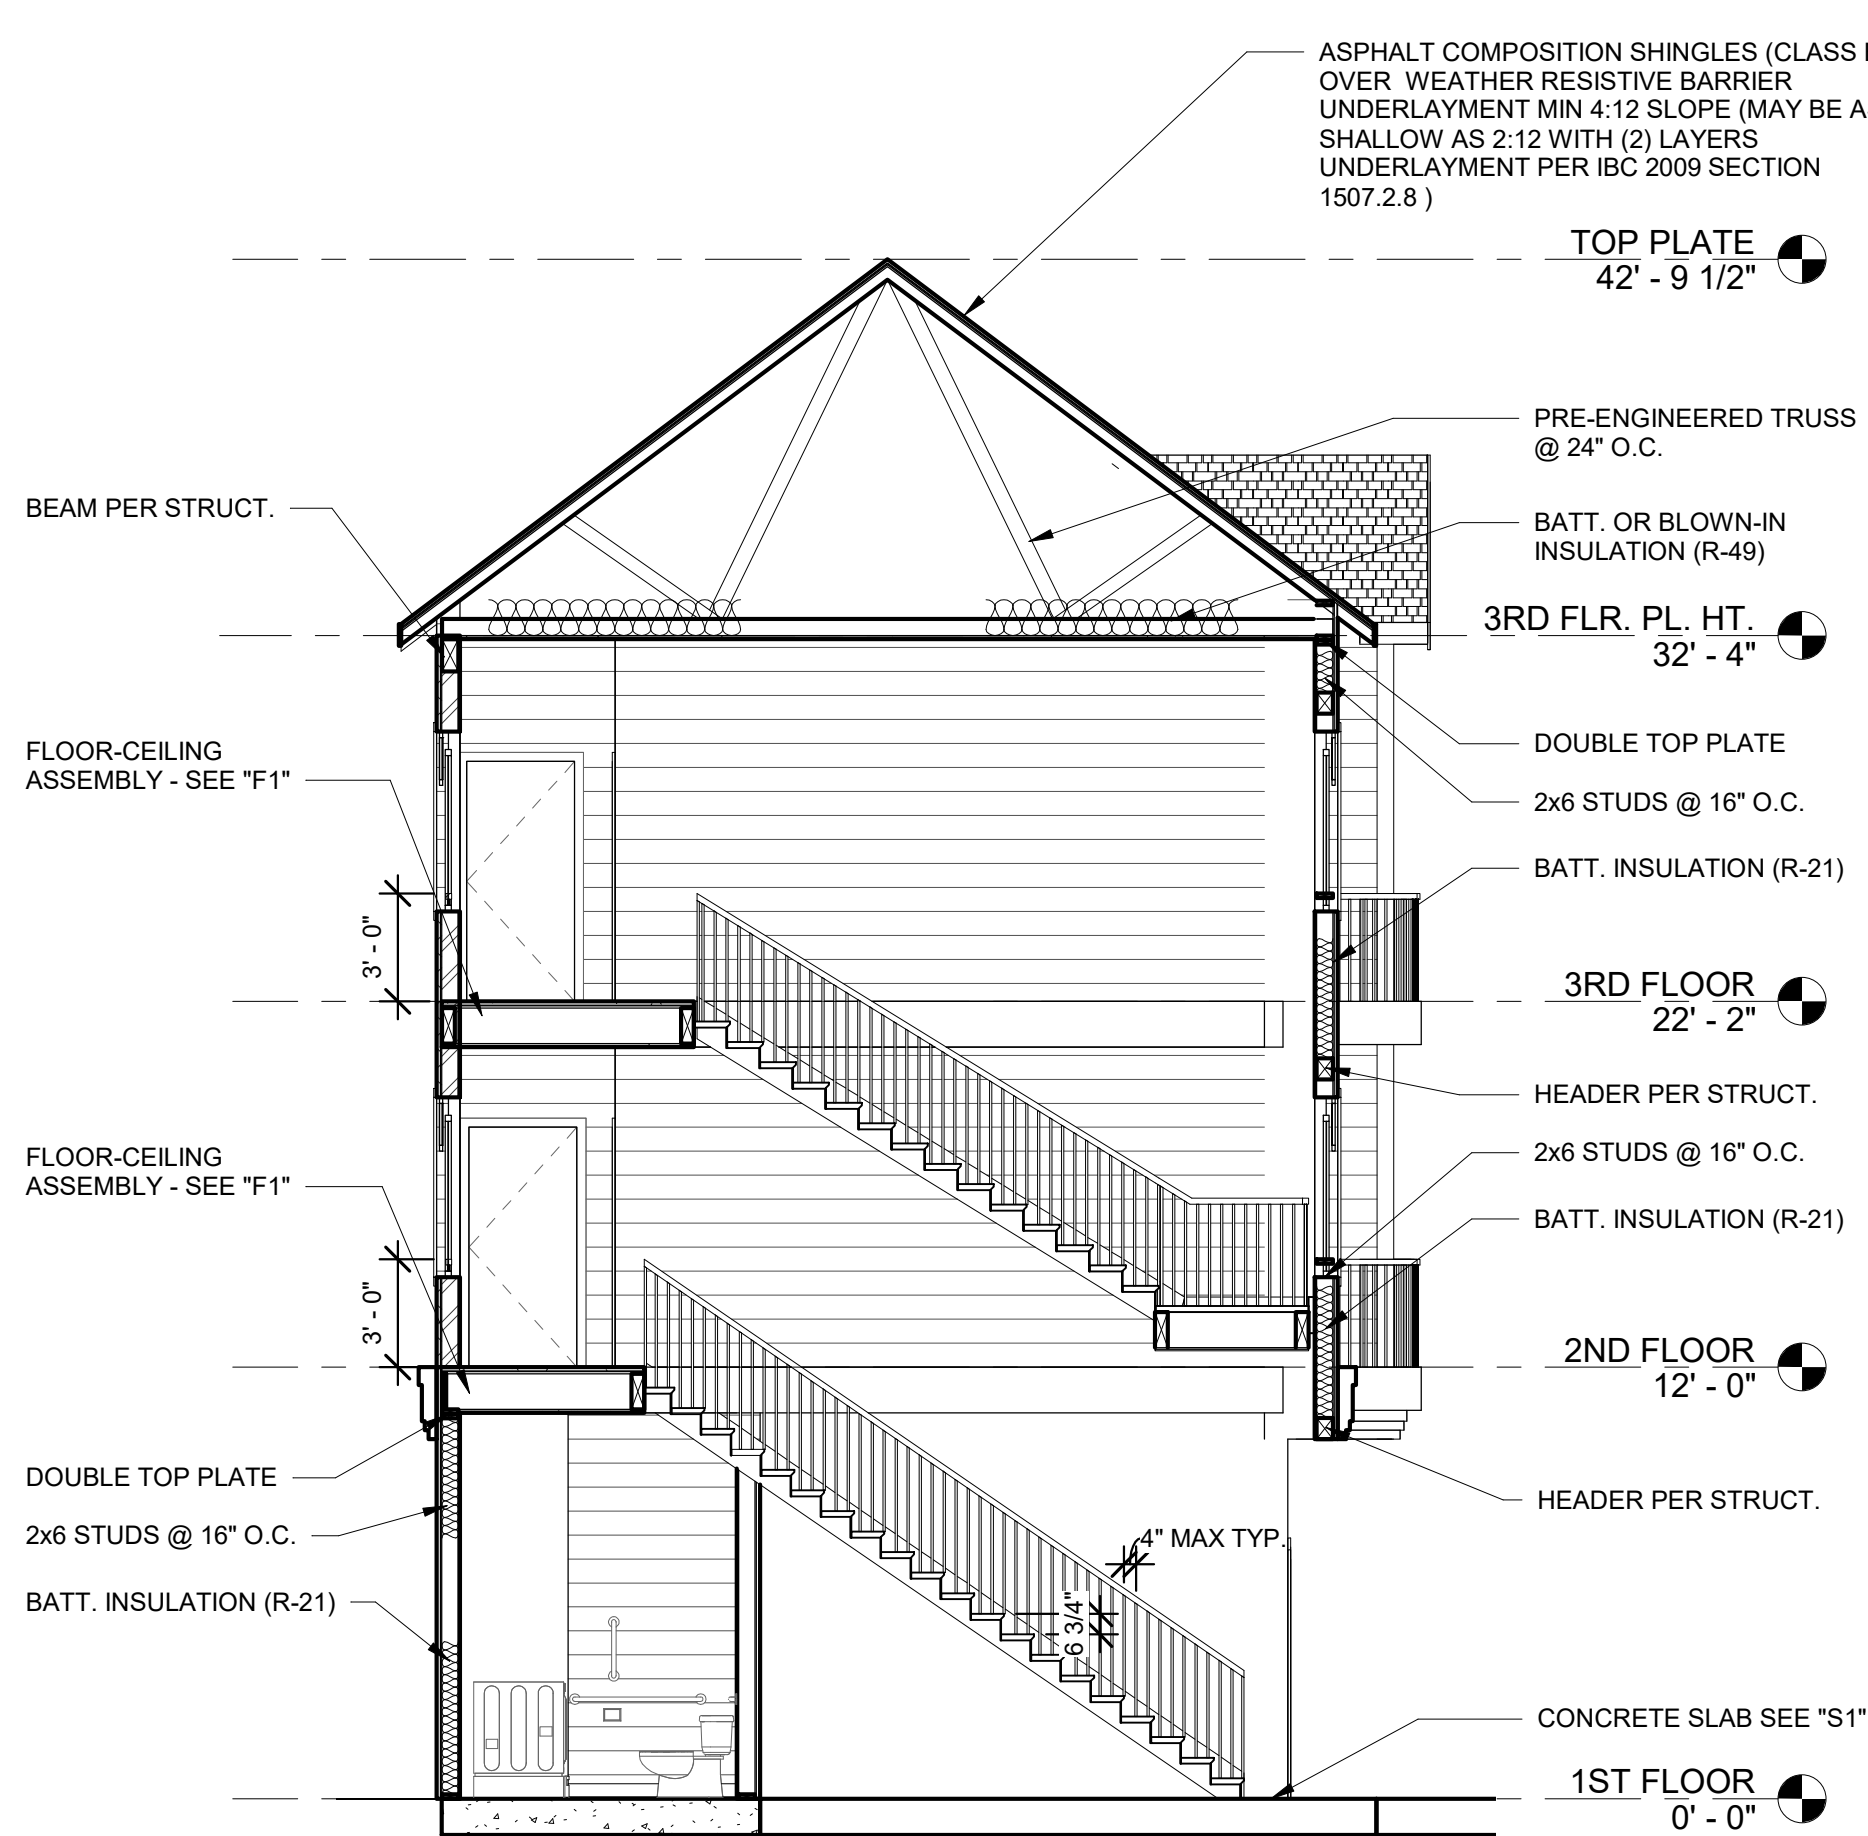 ASPHALT COMPOSITION SHINGLES (CLASS
OVER WEATHER RESISTIVE BARRIER
UNDERLAYMENT MIN 4:12 SLOPE (MAY BE
SHALLOW AS 2:12 WITH (2) LAYERS
UNDERLAYMENT PER IBC 2009 SECTION
1507.2.8 )
TOP PLATE
42' - 9 1/2"
PRE-ENGINEERED TRUSS
@ 24" O.C.
BEAM PER STRUCT.
BATT. OR BLOWN-IN
INSULATION (R-49)
3RD FLR. PL. HT.
32' - 4"
FLOOR-CEILING
ASSEMBLY - SEE "F1"
DOUBLE TOP PLATE
2x6 STUDS @ 16" O.C.
BATT. INSULATION (R-21)
3' - 0"
3RD FLOOR
22' - 2"
HEADER PER STRUCT.
FLOOR-CEILING
ASSEMBLY - SEE "F1"
2x6 STUDS @ 16" O.C.
BATT. INSULATION (R-21)
3' - 0"
2ND FLOOR
12' - 0"
DOUBLE TOP PLATE
HEADER PER STRUCT.
2x6 STUDS @ 16" O.C.
4" MAX TYP.
BATT. INSULATION (R-21)
6 3/4"
CONCRETE SLAB SEE "S1"
1ST FLOOR
0' - 0"